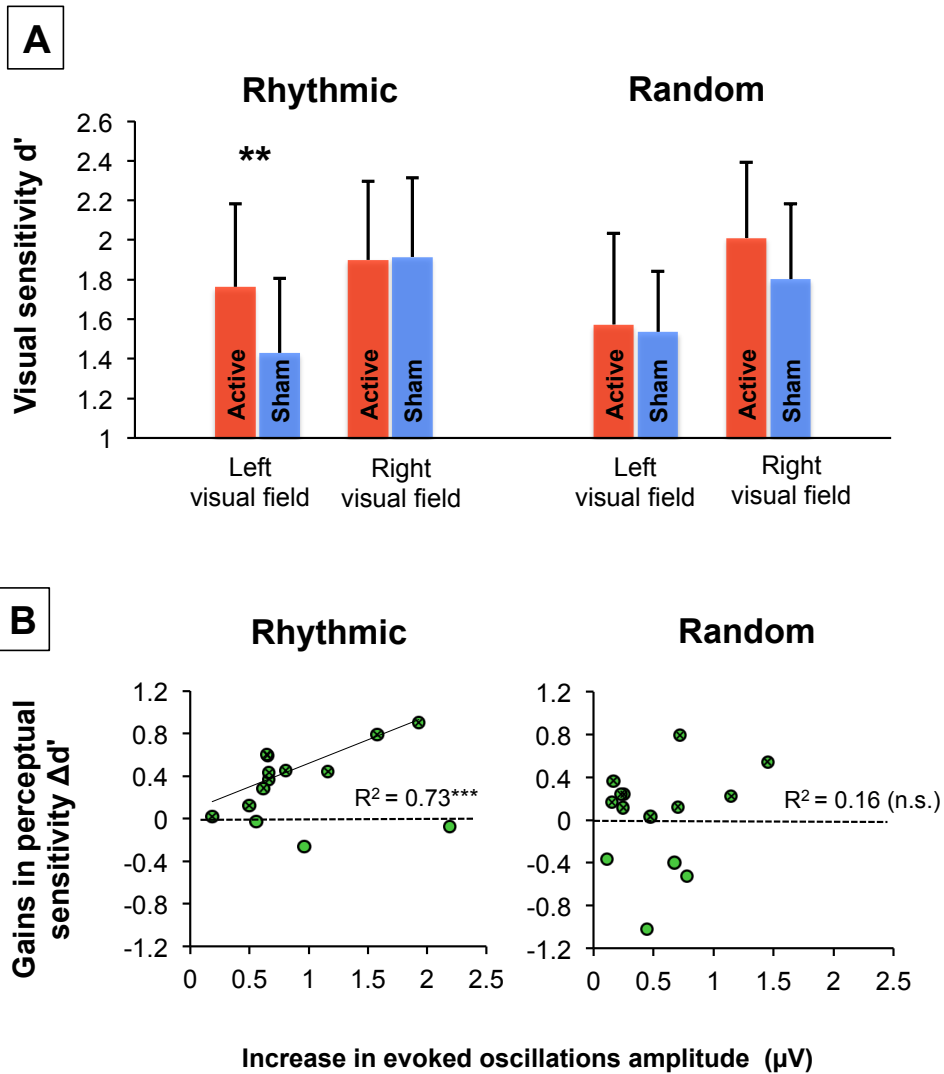 A
Rhythmic
Random
Visual sensitivity d'
2.6
2.4
2.2
2
1.8
1.6
1.4
1.2
1
**
Active
Sham
Active
Sham
Active
Sham
Active
Sham
Left
visual field
Right
visual field
Left
visual field
Right
visual field
B
Rhythmic
Random
Gains in perceptual
sensitivity Δd'
1.2
0.8
0.4
0
-0.4
-0.8
-1.2
R² = 0.73***
0
0.5
1
1.5
2
2.5
1.2
0.8
0.4
0
-0.4
-0.8
-1.2
R² = 0.16 (n.s.)
0
0.5
1
1.5
2
2.5
Increase in evoked oscillations amplitude (µV)